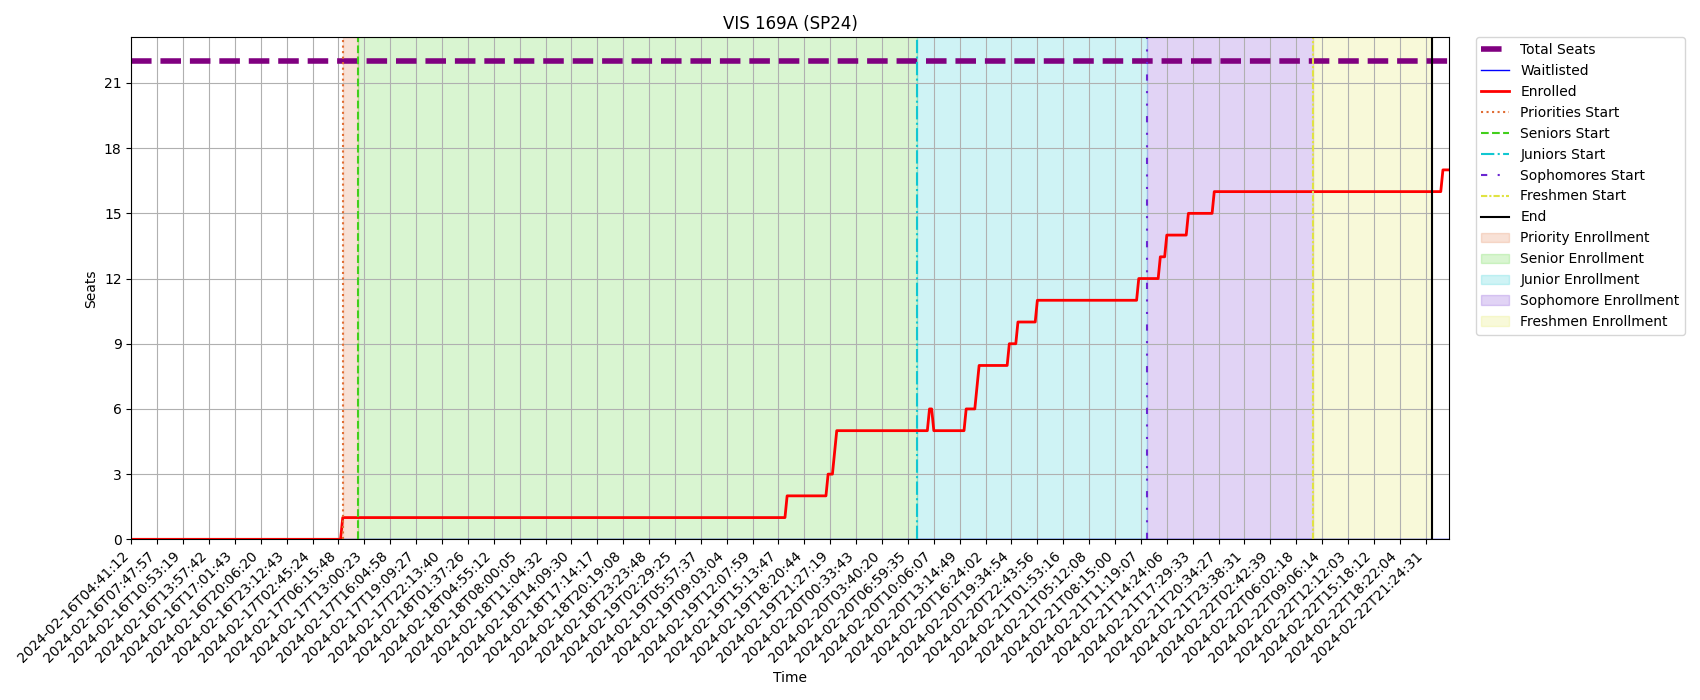 VIS 169A (SP24)
Seats
21
18
15
12
9
6
3
0
2024-02-16T04:41:12
2024-02-16T07:47:57
2024-02-16T10:53:19
2024-02-16T13:57:42
2024-02-16T17:01:43
2024-02-16T20:06:20
2024-02-16T23:12:43
2024-02-17T02:45:24
2024-02-17T06:15:48
2024-02-17T13:00:23
2024-02-17T16:04:58
2024-02-17T19:09:27
2024-02-17T22:13:40
2024-02-18T01:37:26
2024-02-18T04:55:12
2024-02-18T08:00:05
2024-02-18T11:04:32
2024-02-18T14:09:30
2024-02-18T17:14:17
2024-02-18T20:19:08
2024-02-18T23:23:48
2024-02-19T02:29:25
2024-02-19T05:57:37
2024-02-19T09:03:04
2024-02-19T12:07:59
2024-02-19T15:13:47
2024-02-19T18:20:44
2024-02-19T21:27:19
2024-02-20T00:33:43
2024-02-20T03:40:20
2024-02-20T06:59:35
2024-02-20T10:06:07
2024-02-20T13:14:49
2024-02-20T16:24:02
2024-02-20T19:34:54
2024-02-20T22:43:56
2024-02-21T01:53:16
2024-02-21T05:12:08
2024-02-21T08:15:00
2024-02-21T11:19:07
2024-02-21T14:24:06
2024-02-21T17:29:33
2024-02-21T20:34:27
2024-02-21T23:38:31
2024-02-22T02:42:39
2024-02-22T06:02:18
2024-02-22T09:06:14
2024-02-22T12:12:03
2024-02-22T15:18:12
2024-02-22T18:22:04
2024-02-22T21:24:31
Time
Total Seats
Waitlisted
Enrolled
Priorities Start
Seniors Start
Juniors Start
Sophomores Start
Freshmen Start
End
Priority Enrollment
Senior Enrollment
Junior Enrollment
Sophomore Enrollment
Freshmen Enrollment